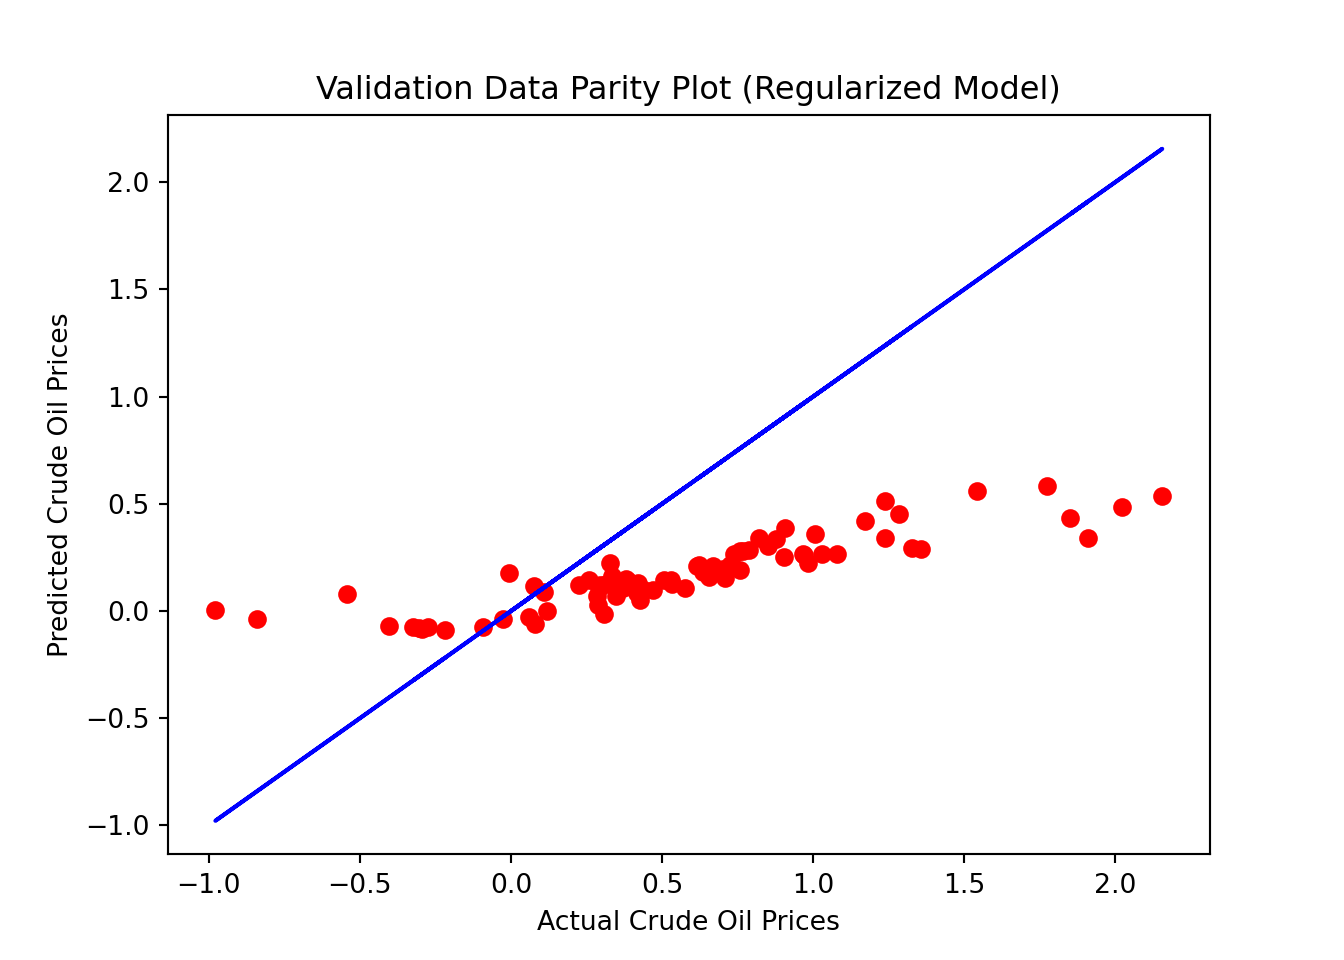 Validation Data Parity Plot (Regularized Model)
2.0
1.5
1.0
0.5
0.0
−0.5
−1.0
Predicted Crude Oil Prices
−1.0 −0.5 0.0 0.5 1.0 1.5 2.0
Actual Crude Oil Prices